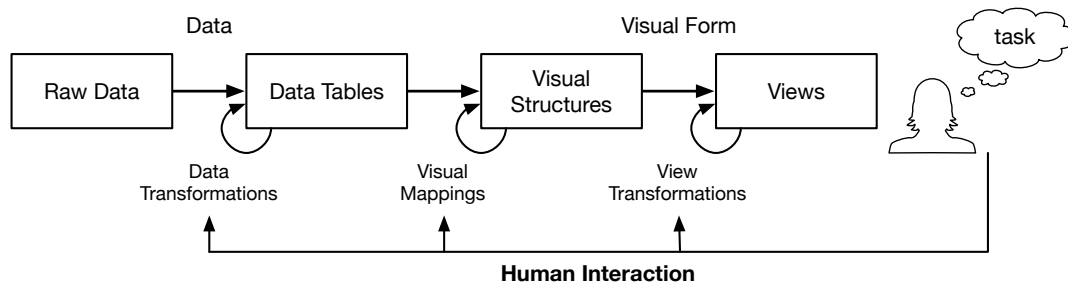 Data
Visual Form
task
Raw Data
Data Tables
Visual
Structures
Views
Data
Transformations
Visual
Mappings
View
Transformations
Human Interaction